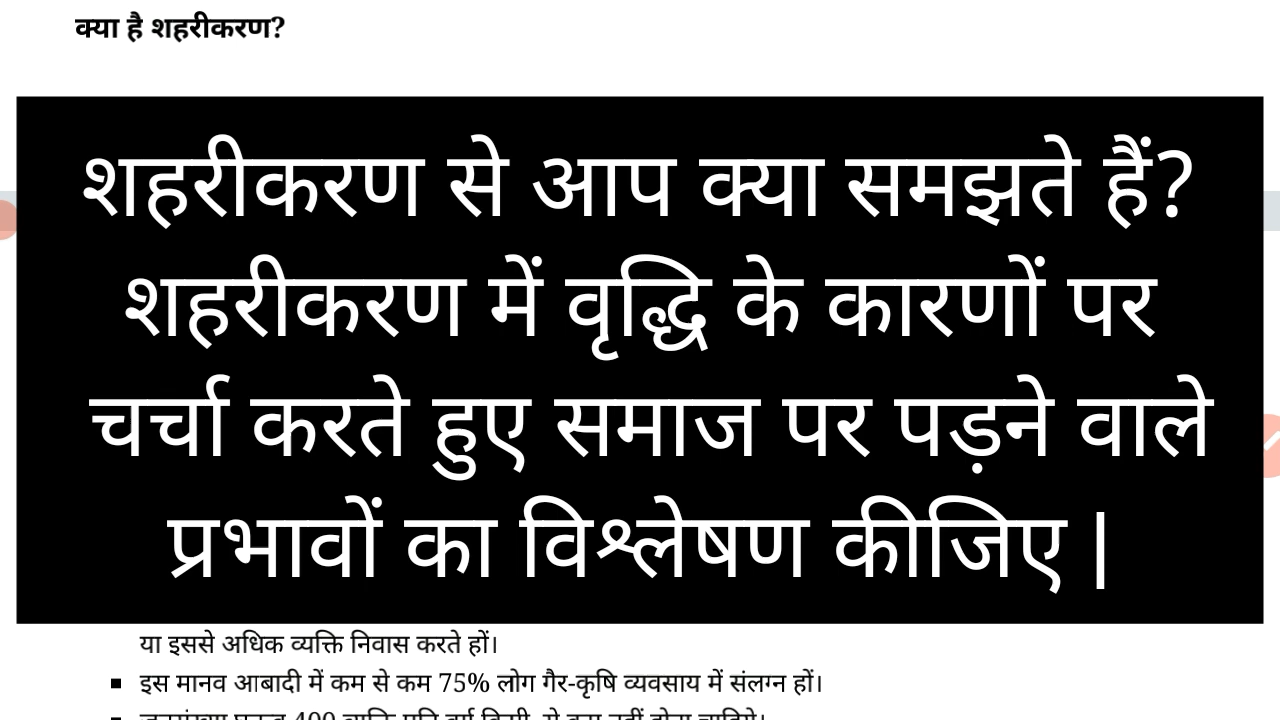 क्या है शहरीकरण?
शहरीकरण से आप क्या समझते हैं?
शहरीकरण में वृद्धि के कारणों पर
चर्चा करते हुए समाज पर पड़ने वाले
प्रभावों का विश्लेषण कीजिए |
या इससे अधिक व्यक्ति निवास करते हों।
इस मानव आबादी में कम से कम 75% लोग गैर-कृषि व्यवसाय में संलग्न हों।